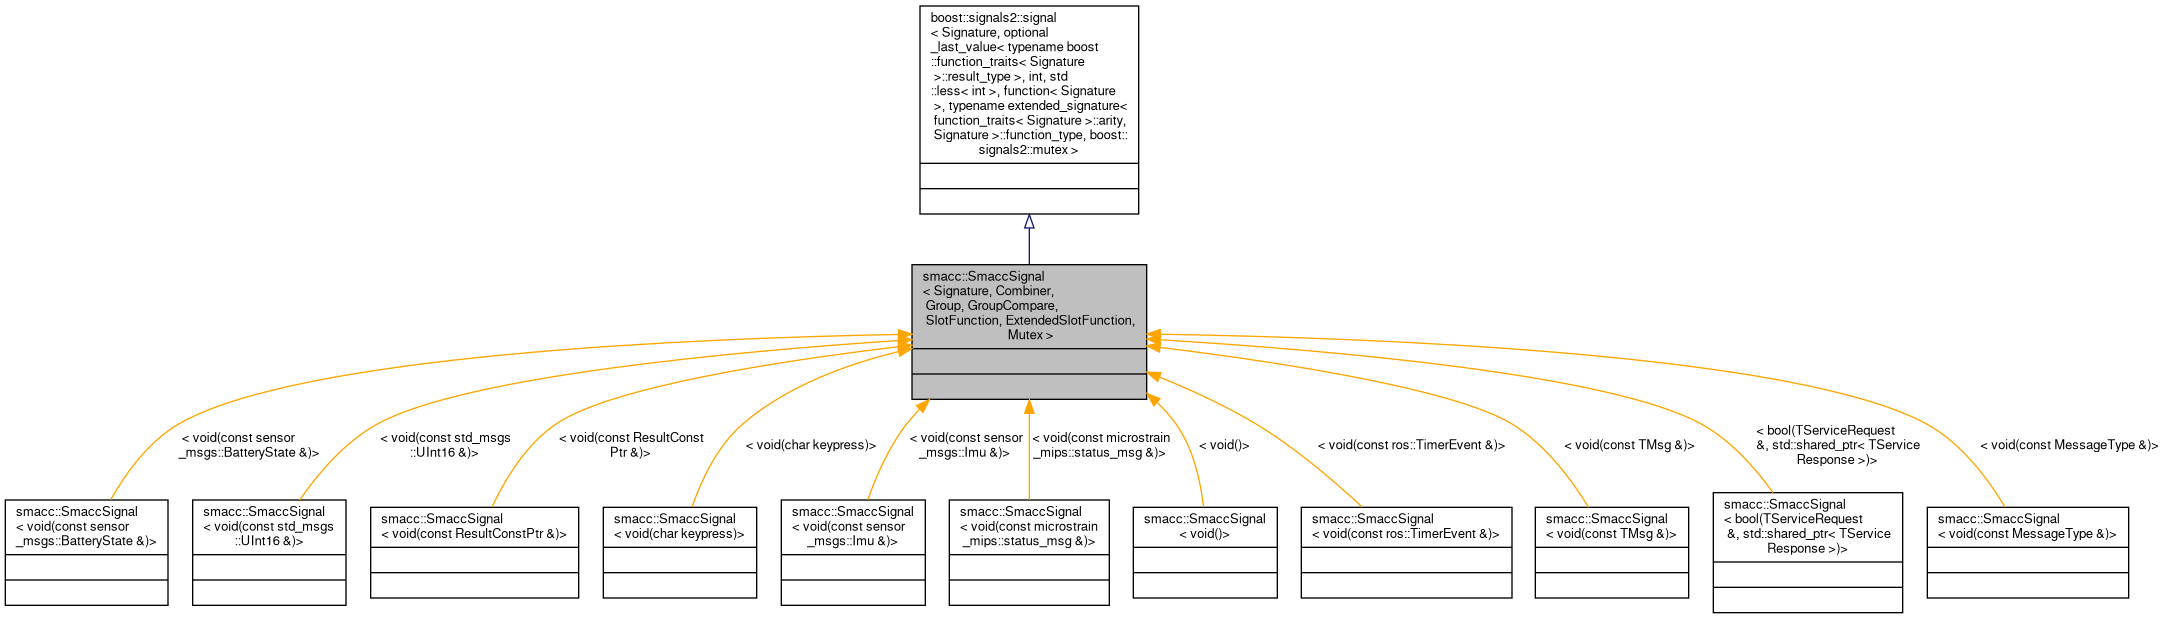 boost::signals2::signal
< Signature, optional
_last_value< typename boost
::function_traits< Signature
>::result_type >, int, std
::less< int >, function< Signature
>, typename extended_signature<
function_traits< Signature >::arity,
Signature >::function_type, boost::
signals2::mutex >
smacc::SmaccSignal
< Signature, Combiner,
Group, GroupCompare,
SlotFunction, ExtendedSlotFunction,
Mutex >
< void(const sensor
_msgs::BatteryState &)>
< void(const std_msgs
::UInt16 &)>
< void(const ResultConst
Ptr &)>
< void(char keypress)>
< void(const sensor
_msgs::Imu &)>
< void(const microstrain
_mips::status_msg &)>
< void()>
< void(const ros::TimerEvent &)>
< void(const TMsg &)>
< bool(TServiceRequest
&, std::shared_ptr< TService
Response >)>
< void(const MessageType &)>
smacc::SmaccSignal
< void(const sensor
_msgs::BatteryState &)>
smacc::SmaccSignal
< void(const std_msgs
::UInt16 &)>
smacc::SmaccSignal
< void(const ResultConstPtr &)>
smacc::SmaccSignal
< void(char keypress)>
smacc::SmaccSignal
< void(const sensor
_msgs::Imu &)>
smacc::SmaccSignal
< void(const microstrain
_mips::status_msg &)>
smacc::SmaccSignal
< void()>
smacc::SmaccSignal
< void(const ros::TimerEvent &)>
smacc::SmaccSignal
< void(const TMsg &)>
smacc::SmaccSignal
< bool(TServiceRequest
&, std::shared_ptr< TService
Response >)>
smacc::SmaccSignal
< void(const MessageType &)>